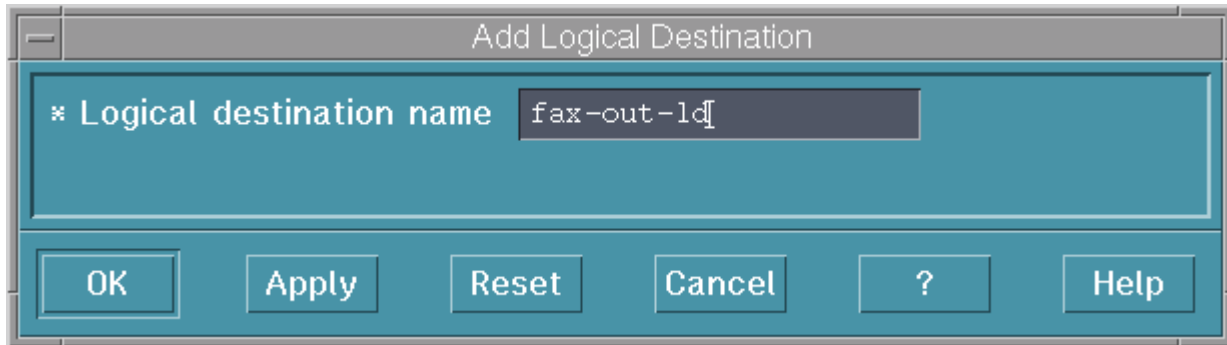 Add Logical Destination
* Logical destination name fax-out-ld
OK Apply Reset Cancel ? Help